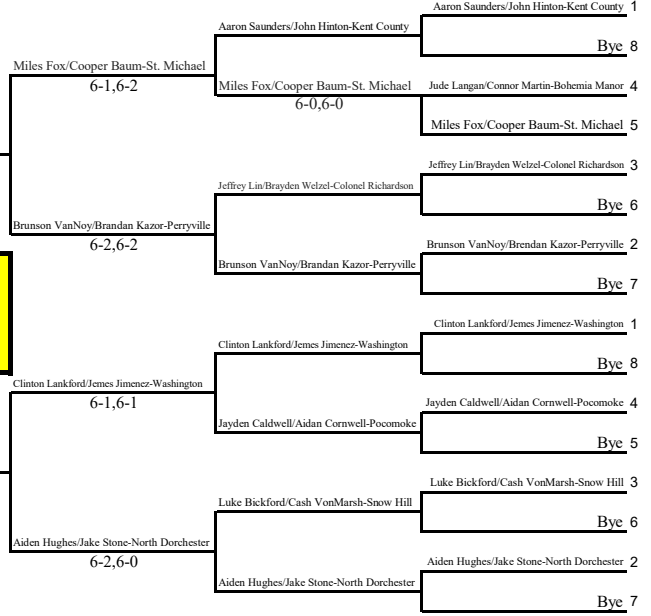 Aaron Saunders/John Hinton-Kent County 1
Aaron Saunders/John Hinton-Kent County
Bye 8
Miles Fox/Cooper Baum-St. Michael
6-1,6-2
Miles Fox/Cooper Baum-St. Michael
6-0,6-0
Jude Langan/Connor Martin-Bohemia Manor 4
Miles Fox/Cooper Baum-St. Michael 5
Jeffrey Lin/Brayden Welzel-Colonel Richardson 3
Jeffrey Lin/Brayden Welzel-Colonel Richardson
Bye 6
Brunson VanNoy/Brandan Kazor-Perryville
6-2,6-2
Brunson VanNoy/Brendan Kazor-Perryville 2
Brunson VanNoy/Brandan Kazor-Perryville
Bye 7
Clinton Lankford/Jemes Jimenez-Washington 1
Clinton Lankford/Jemes Jimenez-Washington
Bye 8
Clinton Lankford/Jemes Jimenez-Washington
6-1,6-1
Jayden Caldwell/Aidan Cornwell-Pocomoke 4
Jayden Caldwell/Aidan Cornwell-Pocomoke
Bye 5
Luke Bickford/Cash VonMarsh-Snow Hill 3
Luke Bickford/Cash VonMarsh-Snow Hill
Bye 6
Aiden Hughes/Jake Stone-North Dorchester
6-2,6-0
Aiden Hughes/Jake Stone-North Dorchester 2
Aiden Hughes/Jake Stone-North Dorchester
Bye 7